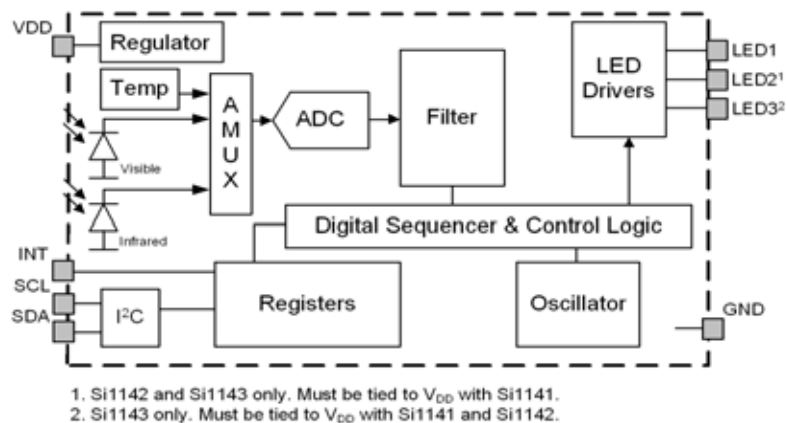 VDD
Regulator
LED1
LED2¹
LED3²
LED
Drivers
Temp
A
M
U
X
ADC
Filter
Visible
Infrared
Digital Sequencer & Control Logic
INT
SCL
SDA
I²C
Registers
Oscillator
GND
1. Si1142 and Si1143 only. Must be tied to VDD with Si1141.
2. Si1143 only. Must be tied to VDD with Si1141 and Si1142.